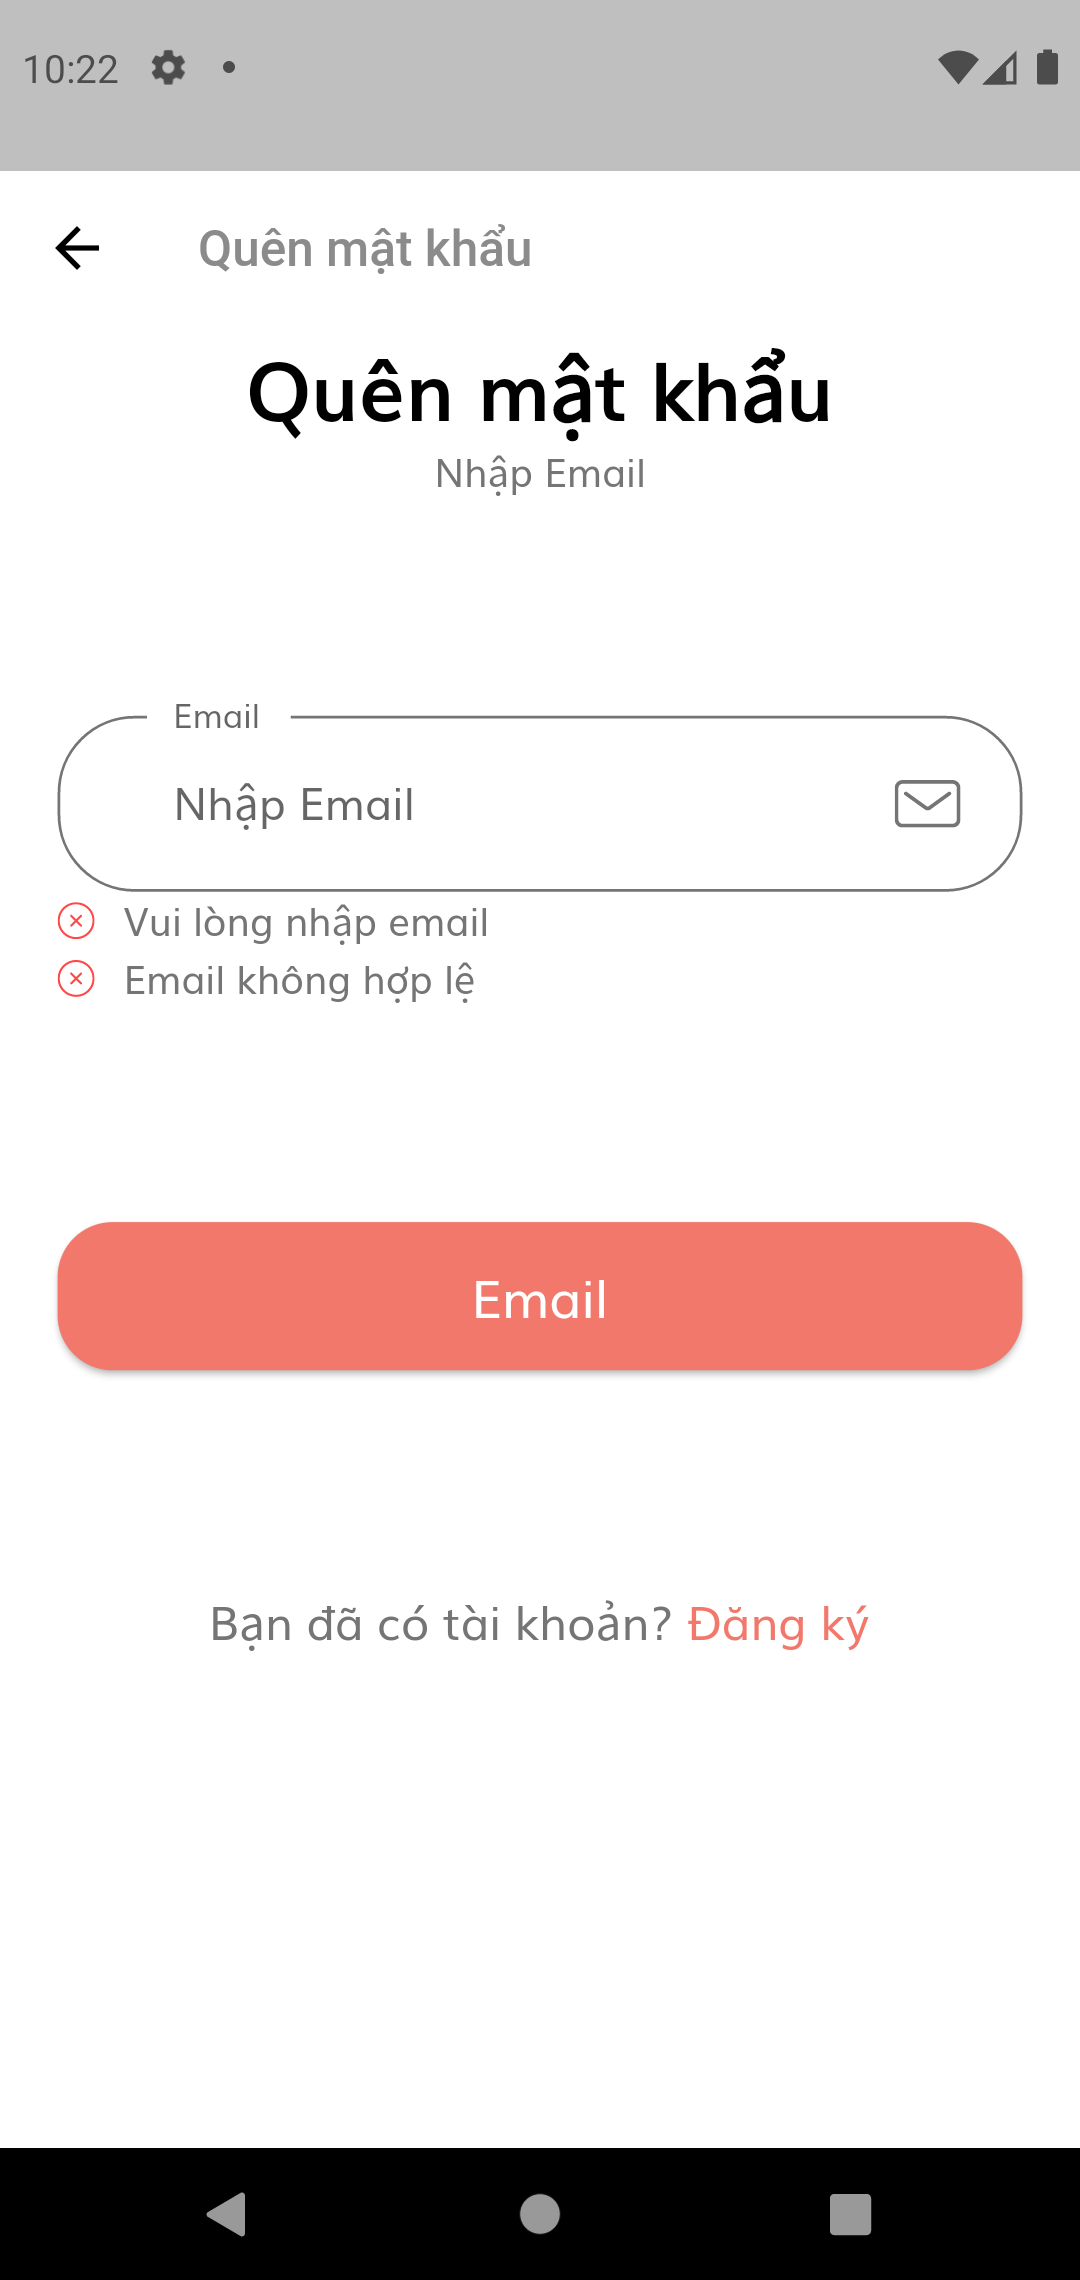 10:22
Quên mật khẩu
Quên mật khẩu
Nhập Email
Email
Nhập Email
Vui lòng nhập email
Email không hợp lệ
Email
Bạn đã có tài khoản? Đăng ký